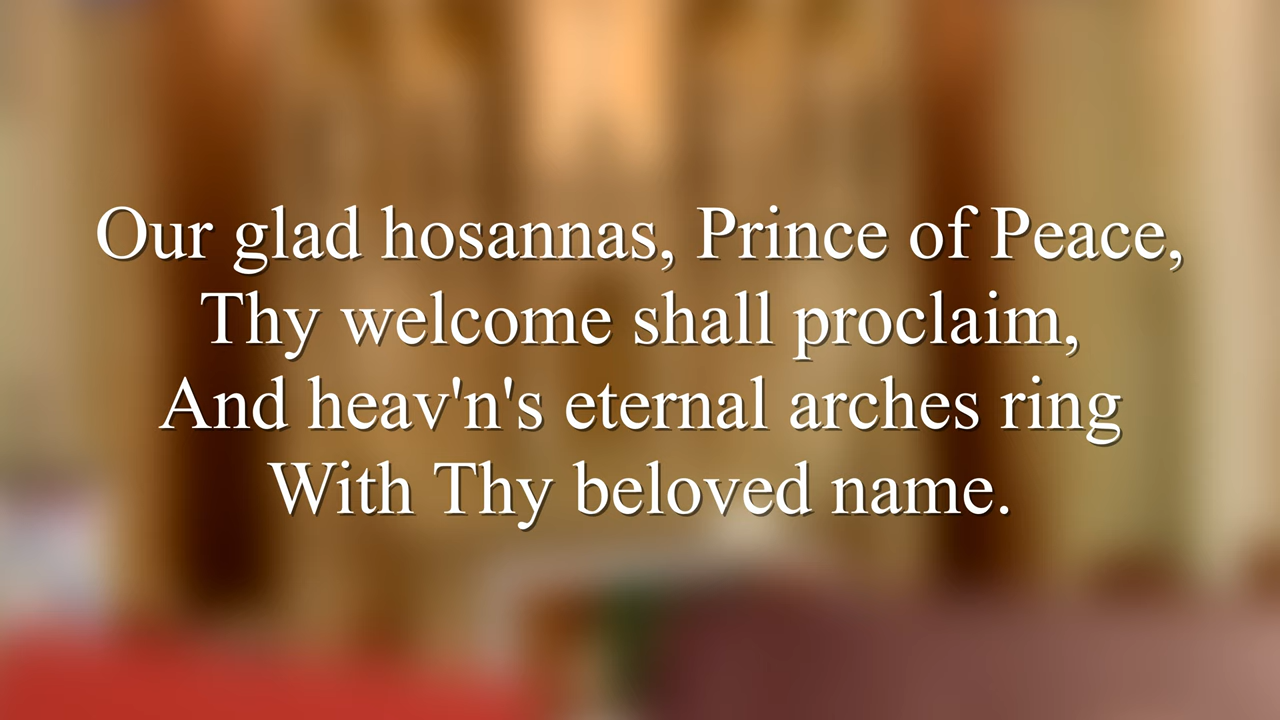 Our glad hosannas, Prince of Peace,
Thy welcome shall proclaim,
And heav'n's eternal arches ring
With Thy beloved name.